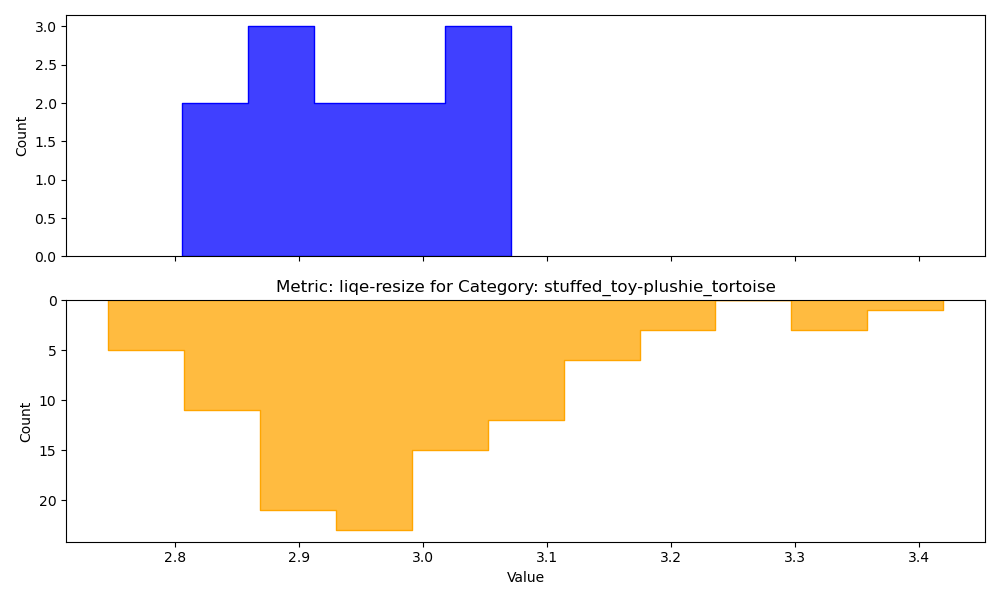 3.0
2.5
2.0
1.5
1.0
0.5
0.0
Count
Metric: liqe-resize for Category: stuffed_toy-plushie_tortoise
0
5
10
15
20
Count
2.8 2.9 3.0 3.1 3.2 3.3 3.4
Value